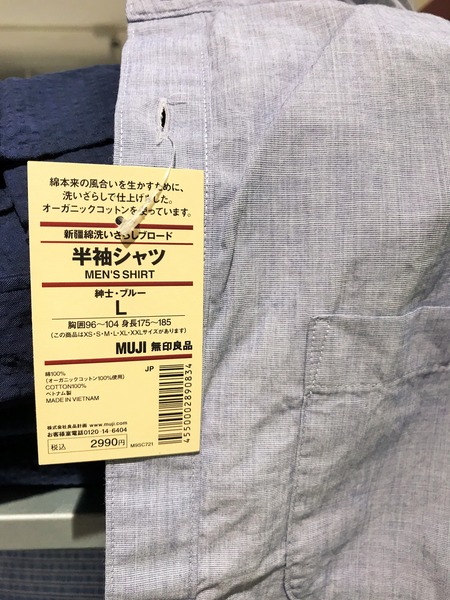 綿本来の風合いを生かすために、
洗いざらしで仕上げました。
オーガニックコットンを使っています。
新疆綿洗いざらしブロード
半袖シャツ
MEN'S SHIRT
紳士・ブルー
L
胸囲96～104 身長175～185
(この商品はXS・S・M・L・XL・XXLサイズがあります)
MUJI 無印良品
JP
綿100%
(オーガニックコットン100%使用)
COTTON100%
ベトナム製
MADE IN VIETNAM
株式会社良品計画 www.muji.com
お客様室電話0120-14-6404
税込 2990円
M9SC721
4550002890834